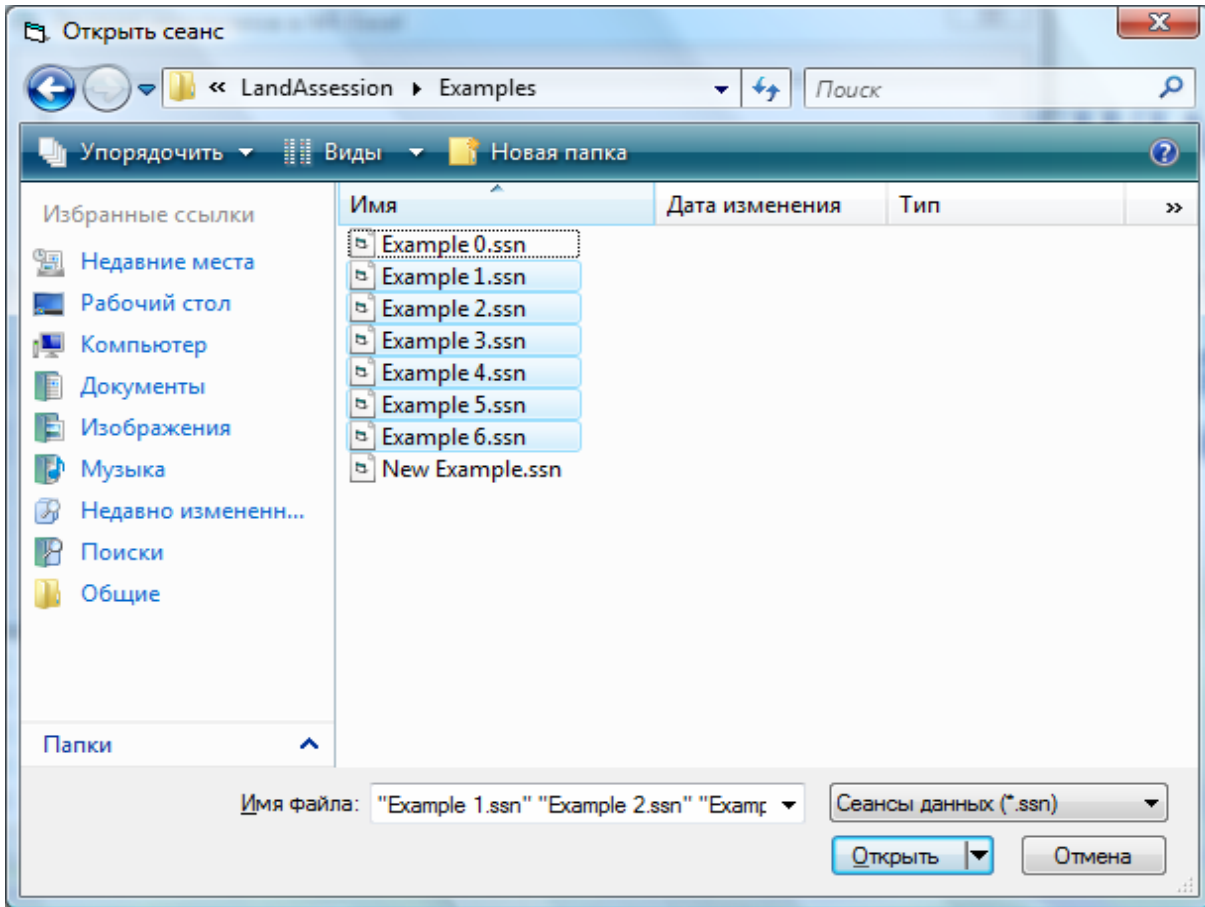 Открыть сеанс
« LandAssession Examples Поиск
Упорядочить Виды Новая папка
Избранные ссылки
Недавние места
Рабочий стол
Компьютер
Документы
Изображения
Музыка
Недавно измененн...
Поиски
Общие
Папки
Имя Дата изменения Тип »
Example 0.ssn
Example 1.ssn
Example 2.ssn
Example 3.ssn
Example 4.ssn
Example 5.ssn
Example 6.ssn
New Example.ssn
Имя файла: "Example 1.ssn" "Example 2.ssn" "Examp Сеансы данных (*.ssn)
Открыть Отмена